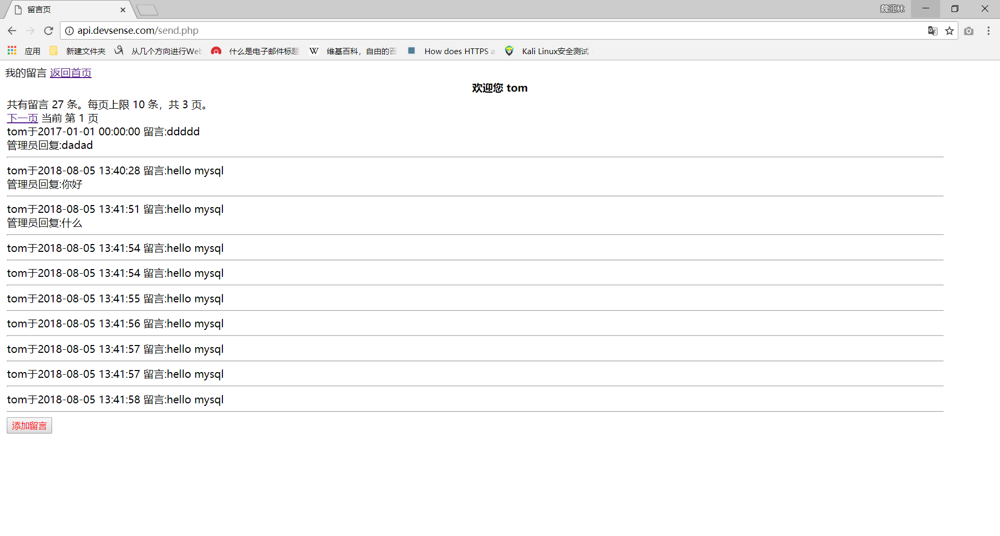 留言页
魏江林
api.devsense.com/send.php
应用 新建文件夹 从几个方向进行Web 什么是电子邮件标题 维基百科，自由的百 How does HTTPS a Kali Linux安全测试
我的留言 返回首页
欢迎您 tom
共有留言 27 条。每页上限 10 条，共 3 页。
下一页 当前 第 1 页
tom于2017-01-01 00:00:00 留言:ddddd
管理员回复:dadad
tom于2018-08-05 13:40:28 留言:hello mysql
管理员回复:你好
tom于2018-08-05 13:41:51 留言:hello mysql
管理员回复:什么
tom于2018-08-05 13:41:54 留言:hello mysql
tom于2018-08-05 13:41:54 留言:hello mysql
tom于2018-08-05 13:41:55 留言:hello mysql
tom于2018-08-05 13:41:56 留言:hello mysql
tom于2018-08-05 13:41:57 留言:hello mysql
tom于2018-08-05 13:41:57 留言:hello mysql
tom于2018-08-05 13:41:58 留言:hello mysql
添加留言